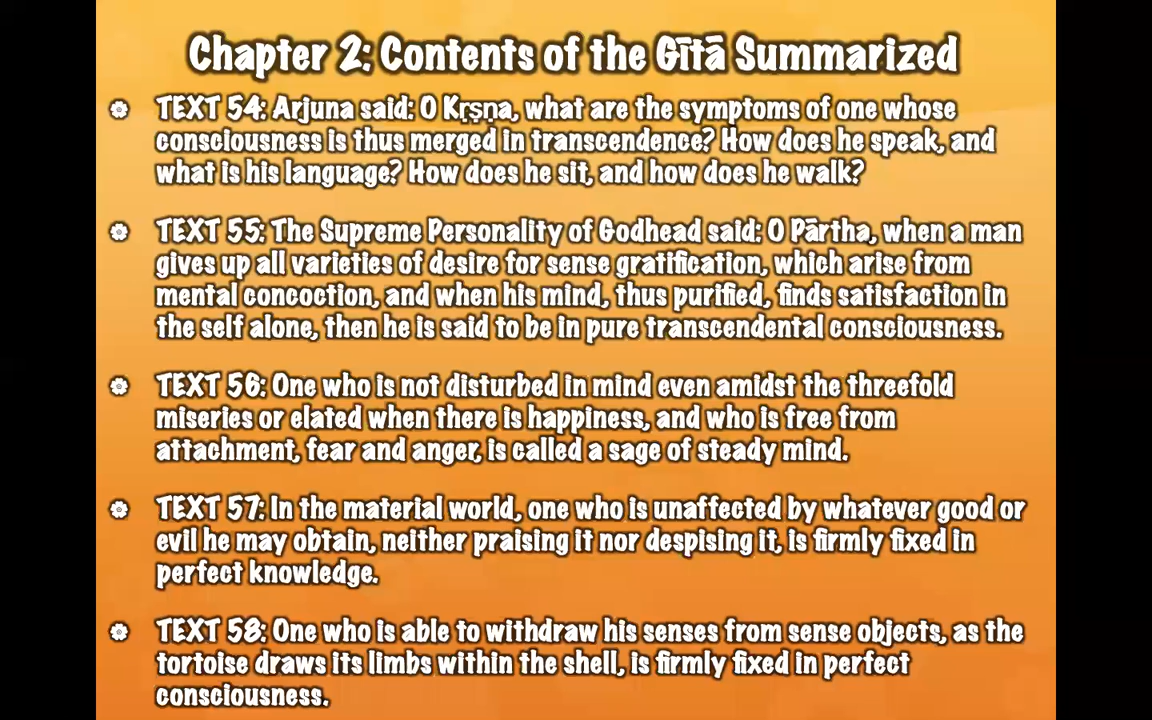 Chapter 2: Contents of the Gītā Summarized
TEXT 54: Arjuna said: O Kṛṣṇa, what are the symptoms of one whose
consciousness is thus merged in transcendence? How does he speak, and
what is his language? How does he sit, and how does he walk?
TEXT 55: The Supreme Personality of Godhead said: O Pārtha, when a man
gives up all varieties of desire for sense gratification, which arise from
mental concoction, and when his mind, thus purified, finds satisfaction in
the self alone, then he is said to be in pure transcendental consciousness.
TEXT 56: One who is not disturbed in mind even amidst the threefold
miseries or elated when there is happiness, and who is free from
attachment, fear and anger, is called a sage of steady mind.
TEXT 57: In the material world, one who is unaffected by whatever good or
evil he may obtain, neither praising it nor despising it, is firmly fixed in
perfect knowledge.
TEXT 58: One who is able to withdraw his senses from sense objects, as the
tortoise draws its limbs within the shell, is firmly fixed in perfect
consciousness.